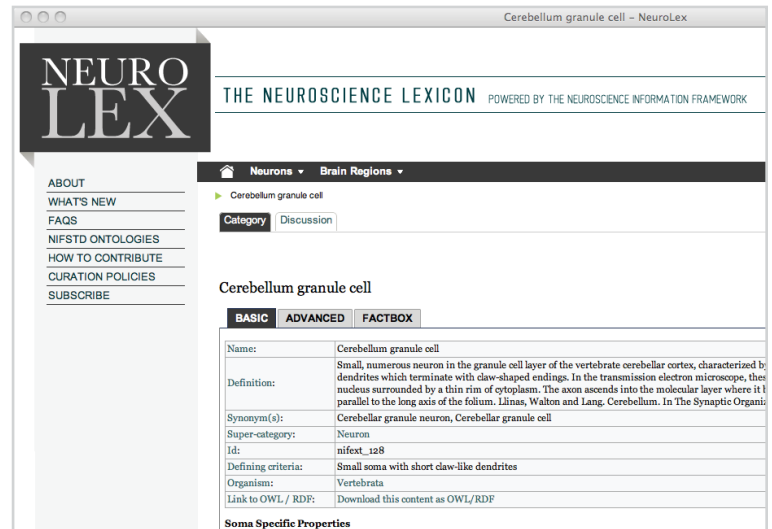 Cerebellum granule cell – NeuroLex
NEURO
LEX
THE NEUROSCIENCE LEXICON POWERED BY THE NEUROSCIENCE INFORMATION FRAMEWORK
Neurons Brain Regions
ABOUT
WHAT'S NEW
FAQS
NIFSTD ONTOLOGIES
HOW TO CONTRIBUTE
CURATION POLICIES
SUBSCRIBE
Cerebellum granule cell
Category Discussion
Cerebellum granule cell
BASIC ADVANCED FACTBOX
Name: Cerebellum granule cell
Definition: Small, numerous neuron in the granule cell layer of the vertebrate cerebellar cortex, characterized
dendrites which terminate with claw-shaped endings. In the transmission electron microscope,
nucleus surrounded by a thin rim of cytoplasm. The axon ascends into the molecular layer where it
parallel to the long axis of the folium. Llinas, Walton and Lang. Cerebellum. In The Synaptic
Synonym(s): Cerebellar granule neuron, Cerebellar granule cell
Super-category: Neuron
Id: nifext_128
Defining criteria: Small soma with short claw-like dendrites
Organism: Vertebrata
Link to OWL / RDF: Download this content as OWL/RDF
Soma Specific Properties